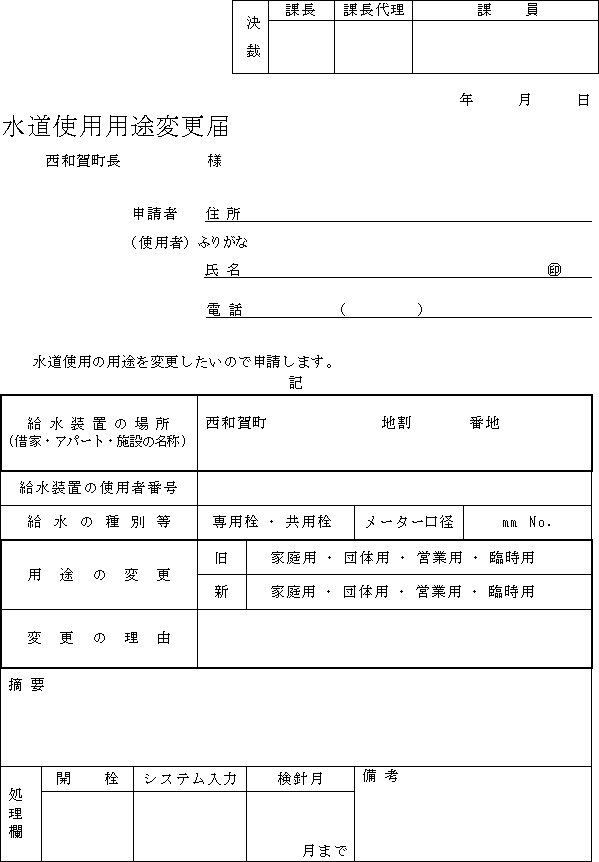 決裁 課長 課長代理 課 員
年 月 日
水道使用用途変更届
西和賀町長 様
申請者 住 所
（使用者）ふりがな
氏 名 ㊞
電 話 （ ）
水道使用の用途を変更したいので申請します。
記
給 水 装 置 の 場 所 西和賀町 地割 番地
（借家・アパート・施設の名称）
給水装置の使用者番号
給 水 の 種 別 等 専用栓 ・ 共用栓 メーター口径 mm No.
用 途 の 変 更 旧 家庭用 ・ 団体用 ・ 営業用 ・ 臨時用
新 家庭用 ・ 団体用 ・ 営業用 ・ 臨時用
変 更 の 理 由
摘 要
処理欄 開 栓 システム入力 検針月 備 考
月まで